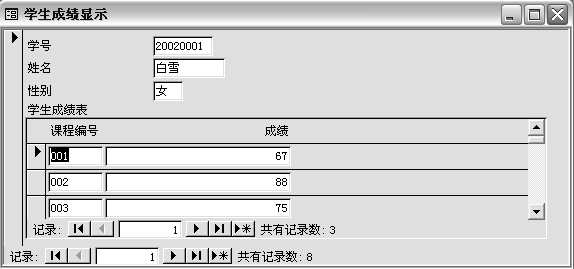 学生成绩显示
学号 20020001
姓名 白雪
性别 女
学生成绩表
课程编号 成绩
001 67
002 88
003 75
记录: 1 共有记录数: 3
记录: 1 共有记录数: 8